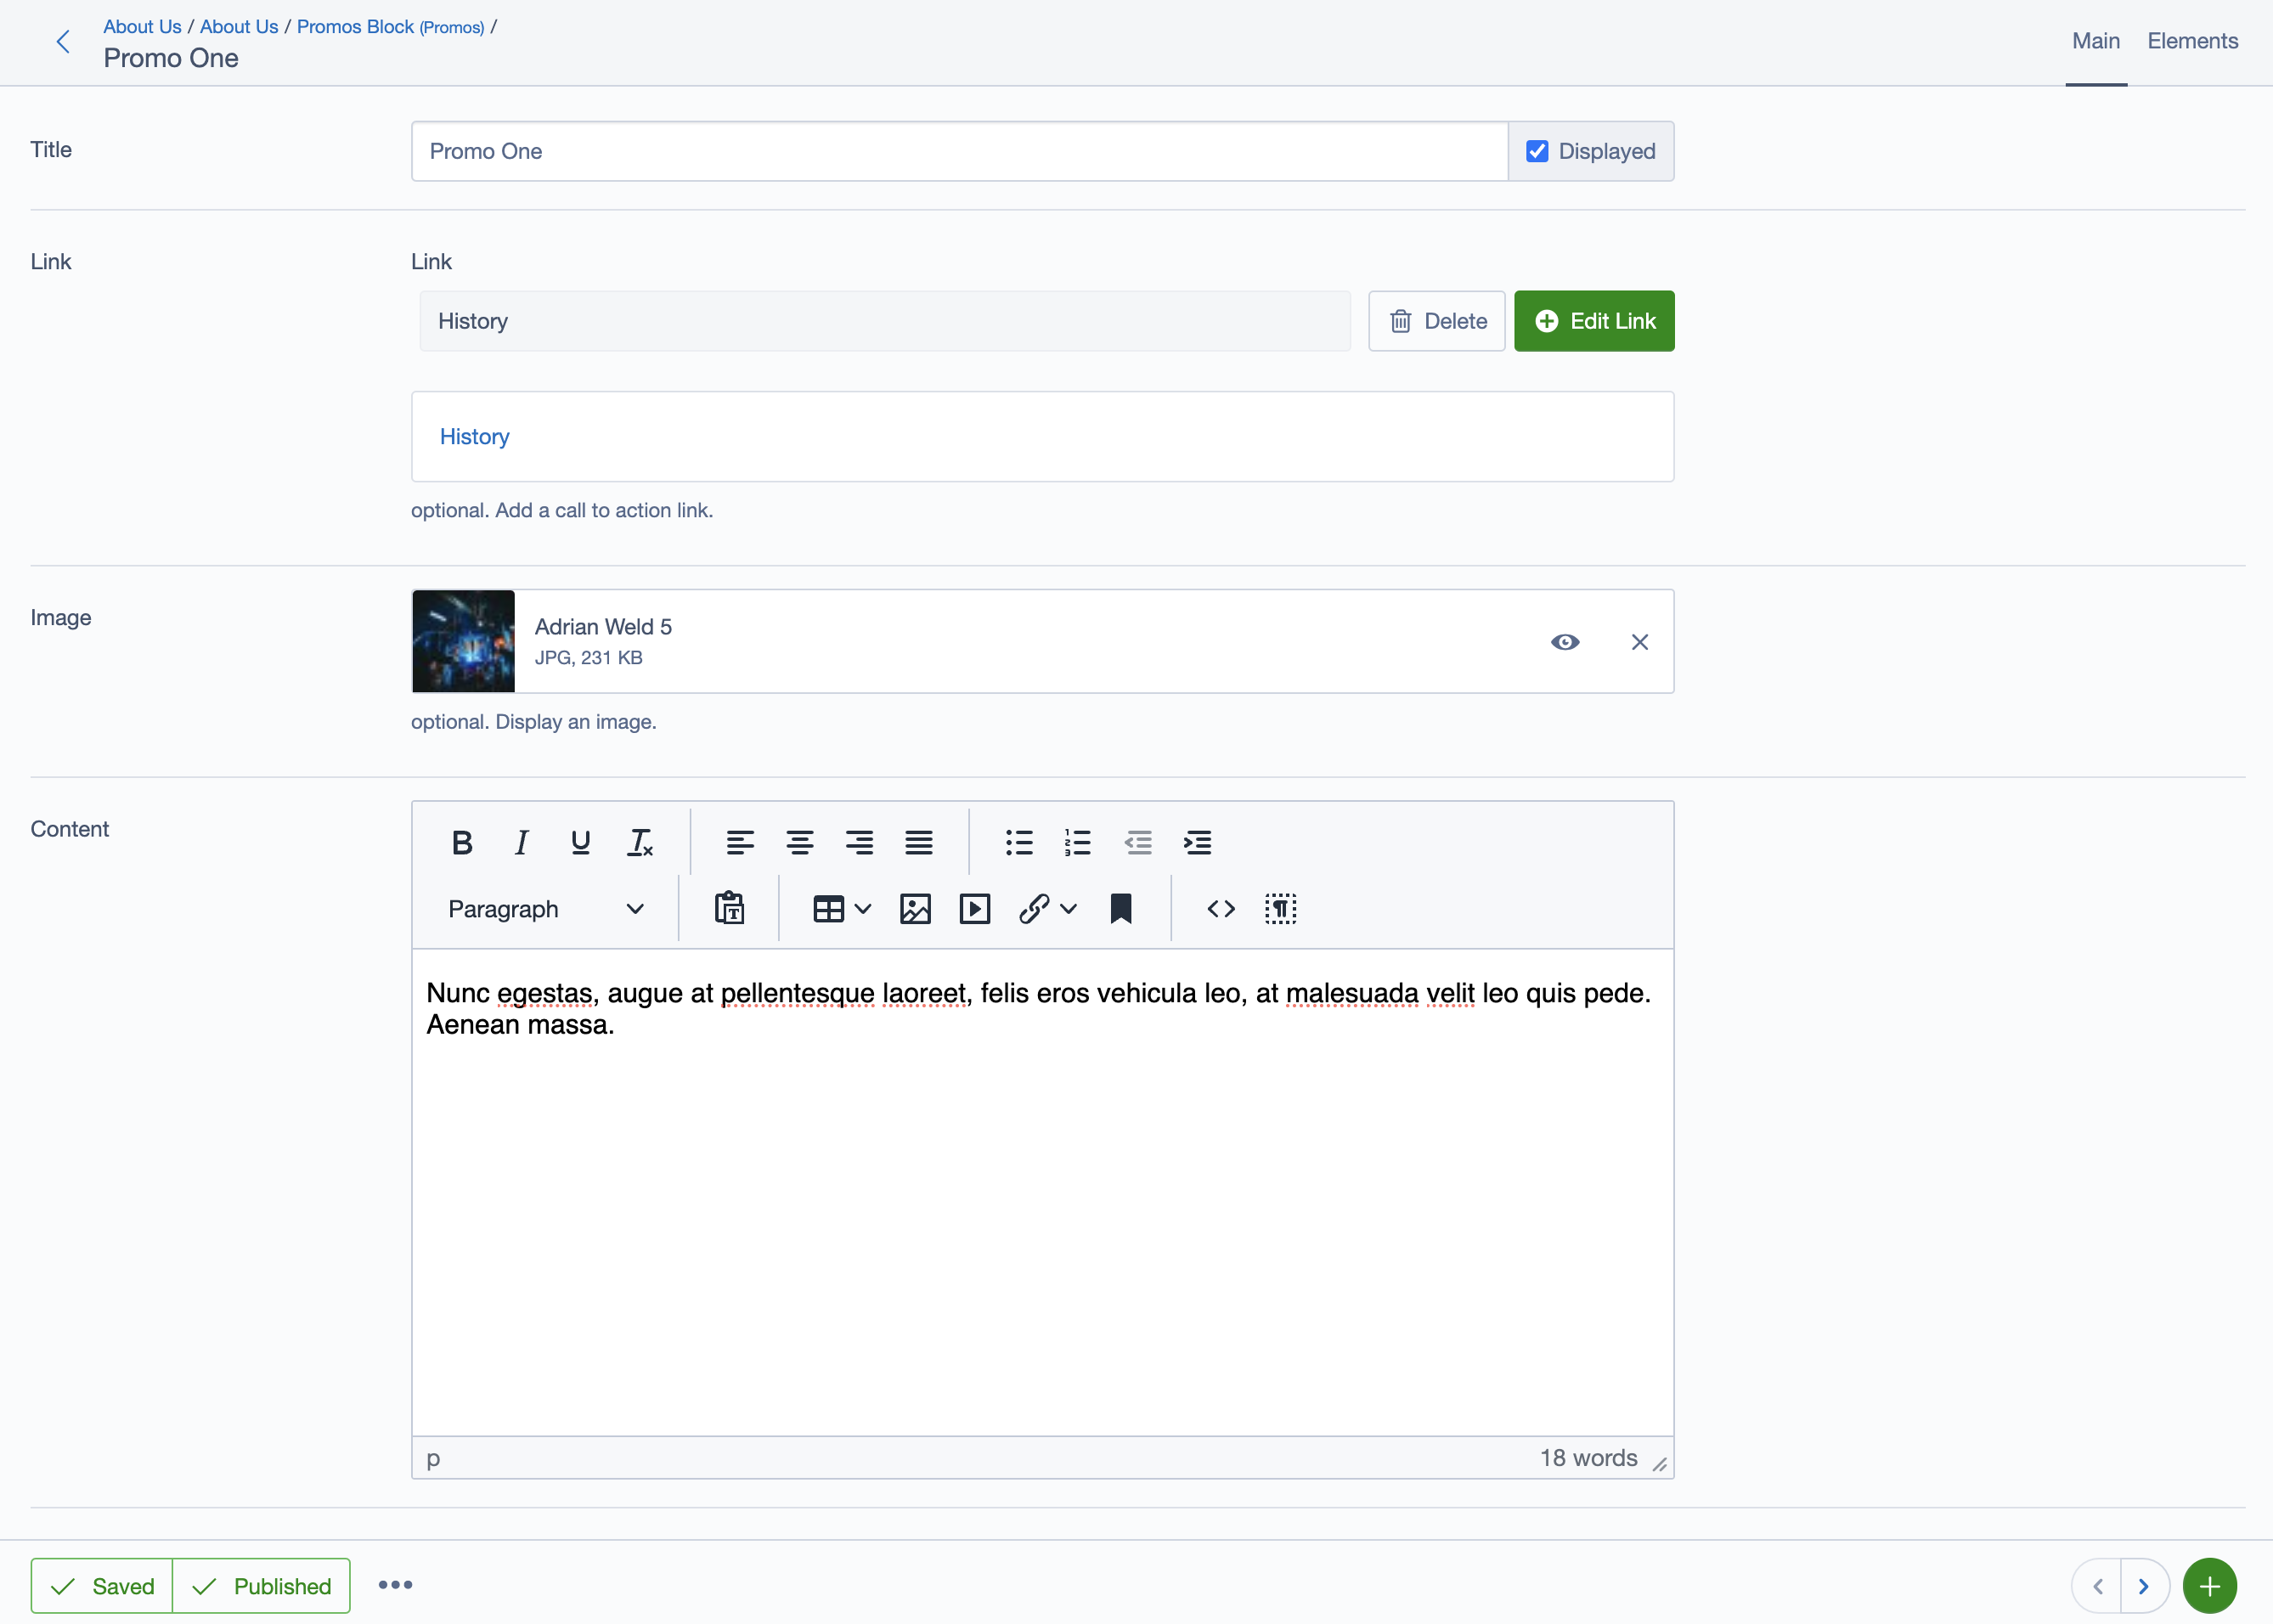 About Us / About Us / Promos Block (Promos) /
Promo One
Main Elements
Title
Promo One
Displayed
Link
Link
History
Delete
Edit Link
History
optional. Add a call to action link.
Image
Adrian Weld 5
JPG, 231 KB
optional. Display an image.
Content
Paragraph
Nunc egestas, augue at pellentesque laoreet, felis eros vehicula leo, at malesuada velit leo quis pede.
Aenean massa.
p
18 words
Saved
Published